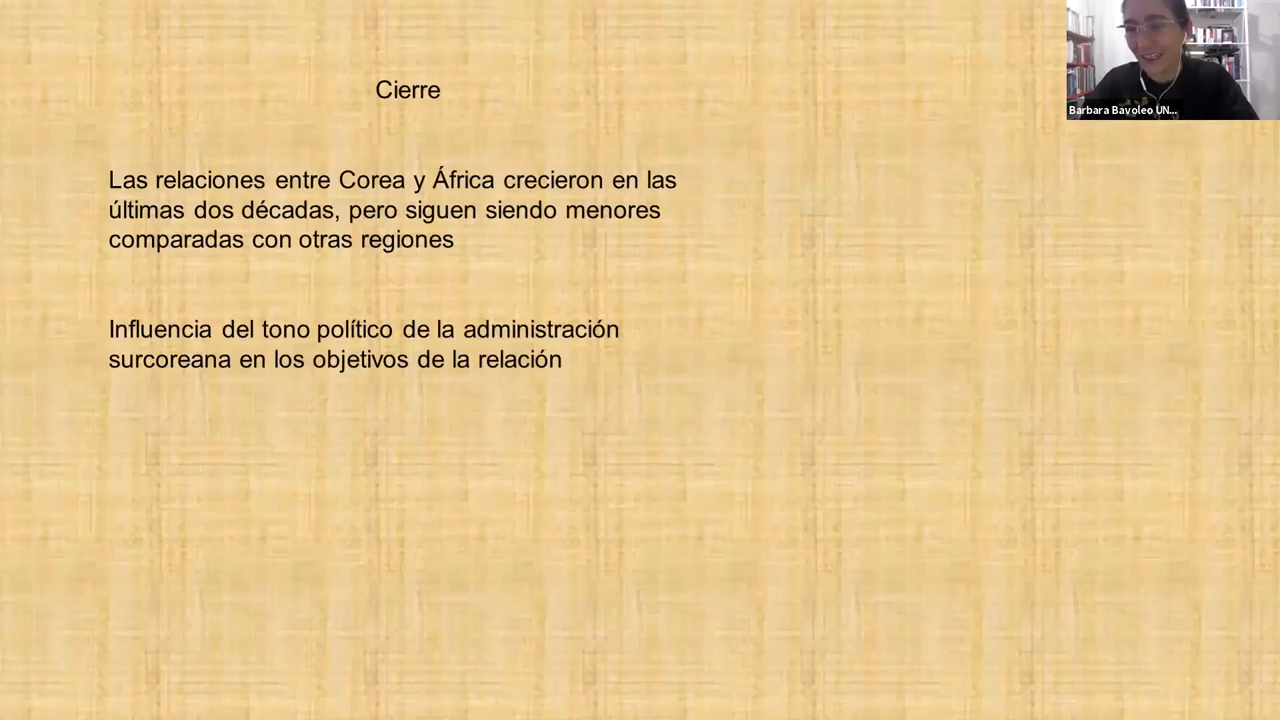 Cierre
Las relaciones entre Corea y África crecieron en las
últimas dos décadas, pero siguen siendo menores
comparadas con otras regiones
Influencia del tono político de la administración
surcoreana en los objetivos de la relación
Barbara Bavoleo UN...